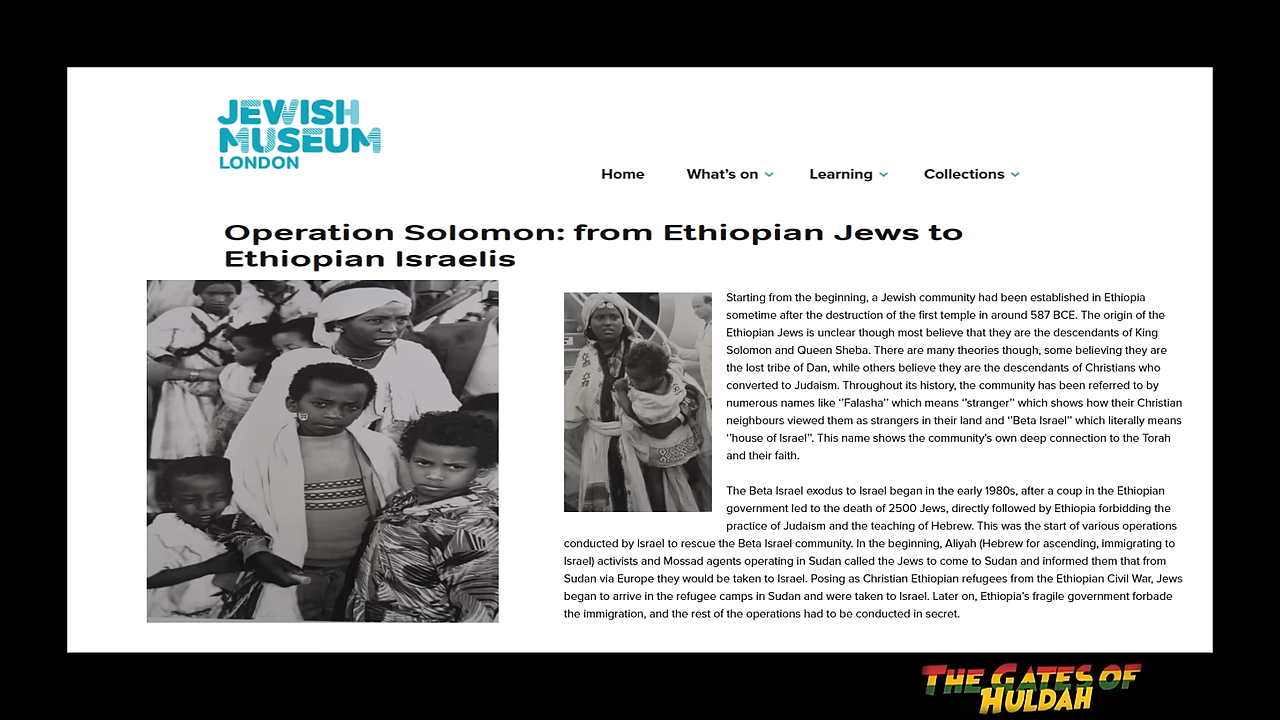 JEWISH
MUSEUM
LONDON
Home What's on Learning Collections
Operation Solomon: from Ethiopian Jews to
Ethiopian Israelis
Starting from the beginning, a Jewish community had been established in Ethiopia
sometime after the destruction of the first temple in around 587 BCE. The origin of the
Ethiopian Jews is unclear though most believe that they are the descendants of King
Solomon and Queen Sheba. There are many theories though, some believing they are
the lost tribe of Dan, while others believe they are the descendants of Christians who
converted to Judaism. Throughout its history, the community has been referred to by
numerous names like ‘’Falasha’’ which means ‘’stranger’’ which shows how their Christian
neighbours viewed them as strangers in their land and ‘’Beta Israel’’ which literally means
‘’house of Israel’’. This name shows the community’s own deep connection to the Torah
and their faith.
The Beta Israel exodus to Israel began in the early 1980s, after a coup in the Ethiopian
government led to the death of 2500 Jews, directly followed by Ethiopia forbidding the
practice of Judaism and the teaching of Hebrew. This was the start of various operations
conducted by Israel to rescue the Beta Israel community. In the beginning, Aliyah (Hebrew for ascending, immigrating to
Israel) activists and Mossad agents operating in Sudan called the Jews to come to Sudan and informed them that from
Sudan via Europe they would be taken to Israel. Posing as Christian Ethiopian refugees from the Ethiopian Civil War, Jews
began to arrive in the refugee camps in Sudan and were taken to Israel. Later on, Ethiopia’s fragile government forbade
the immigration, and the rest of the operations had to be conducted in secret.
THE GATES OF
HULDAH